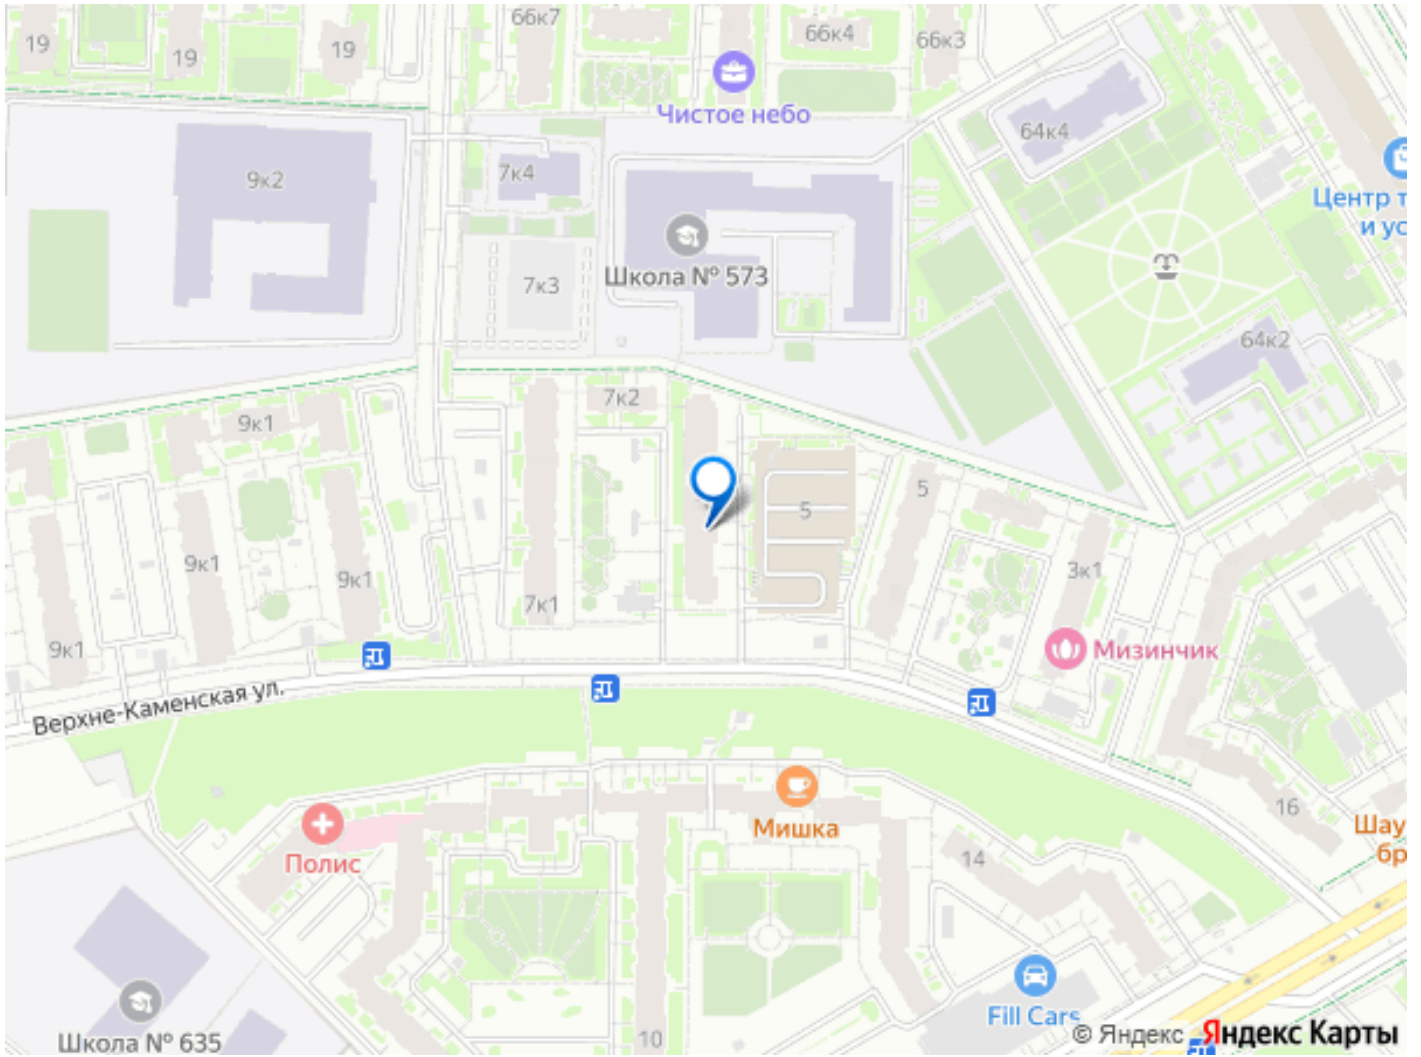 66к7
66к4
66к3
19
19
19
Чистое небо
64к4
9к2
7к4
Центр т
и ус
Школа № 573
7к3
64к2
7к2
9к1
5
5
9к1
9к1
7к1
3к1
9к1
Мизинчик
Верхне-Каменская ул.
16
Мишка
Шау
бр
Полис
14
Fill Cars
10
Школа № 635
© Яндекс Яндекс Карты